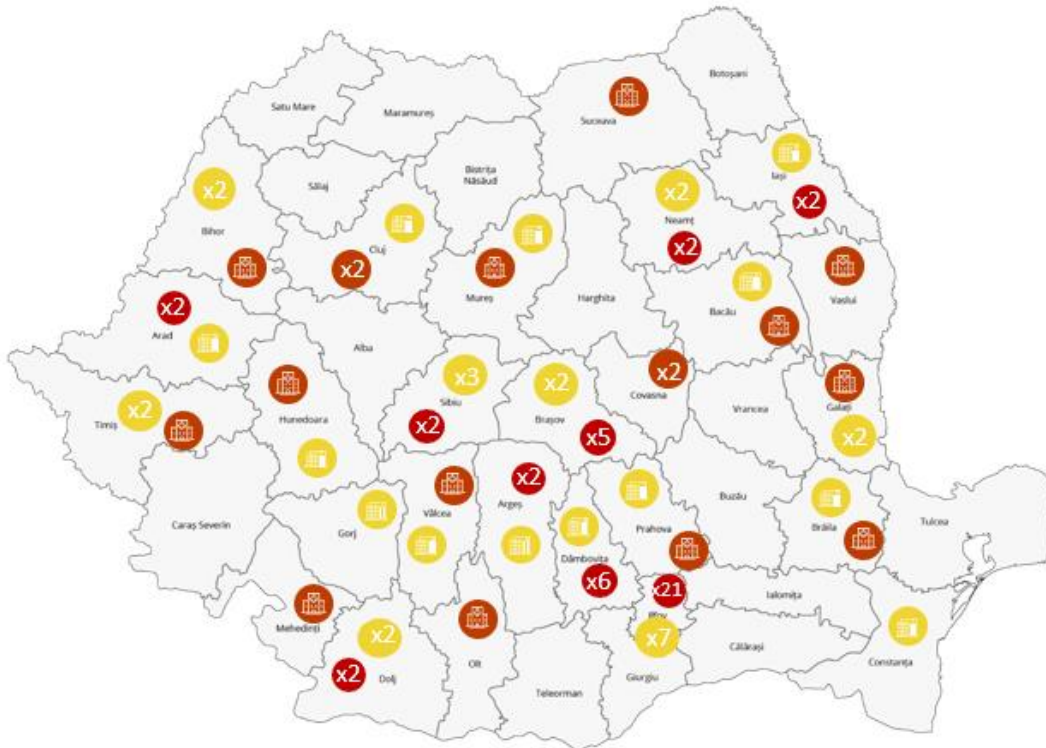 Botoșani
Satu Mare
Maramureș
Suceava
Bistrița
Năsăud
Iași
Sălaj
x2
x2
x2
Neamț
Bihor
Cluj
x2
x2
Mureș
Harghita
Bacău
Vaslui
x2
Arad
Alba
x3
x2
x2
Covasna
Sibiu
Brașov
Vrancea
Galați
x2
Timiș
Hunedoara
x2
x5
x2
x2
Argeș
Vâlcea
Buzău
Caraș Severin
Gorj
Prahova
Brăila
Tulcea
Dâmbovița
x6
x21
Ialomița
Ilfov
Mehedinți
x2
x7
Călărași
Constanța
x2
Dolj
Olt
Giurgiu
Teleorman